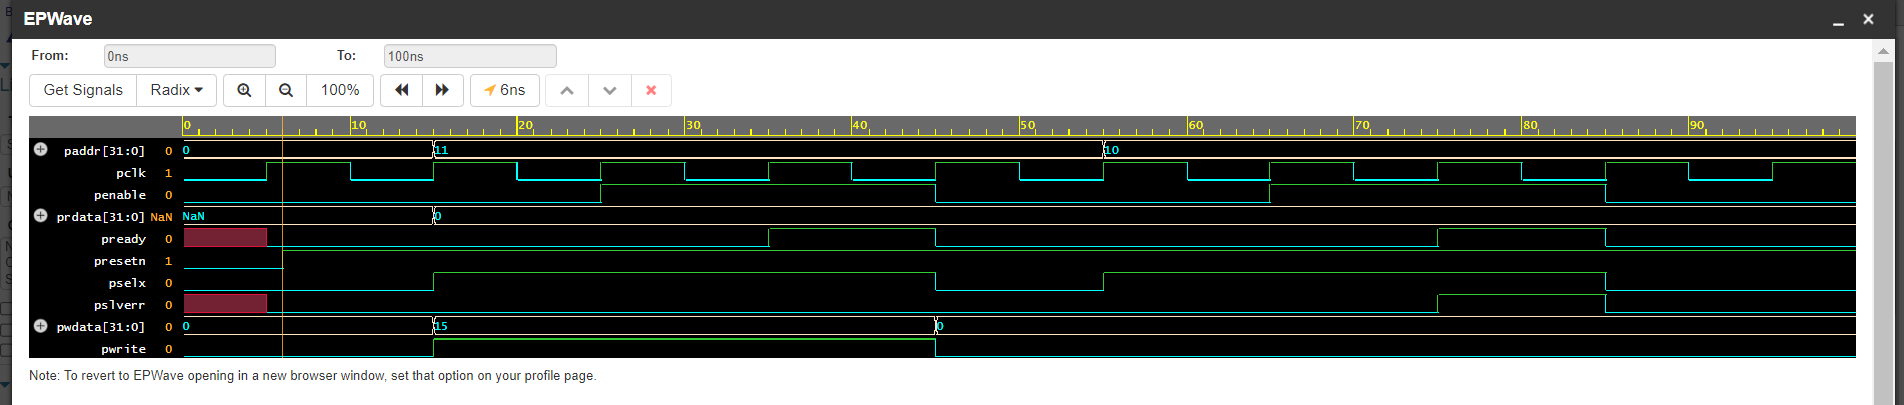 EPWave
From: 0ns To: 100ns
Get Signals Radix 100% 6ns
0 10 20 30 40 50 60 70 80 90
paddr[31:0] 0 0 11 10
pclk 1
penable 0
prdata[31:0] NaN NaN 0
pready 0
presetn 1
pselx 0
pslverr 0
pwdata[31:0] 0 0 15 0
pwrite 0
Note: To revert to EPWave opening in a new browser window, set that option on your profile page.